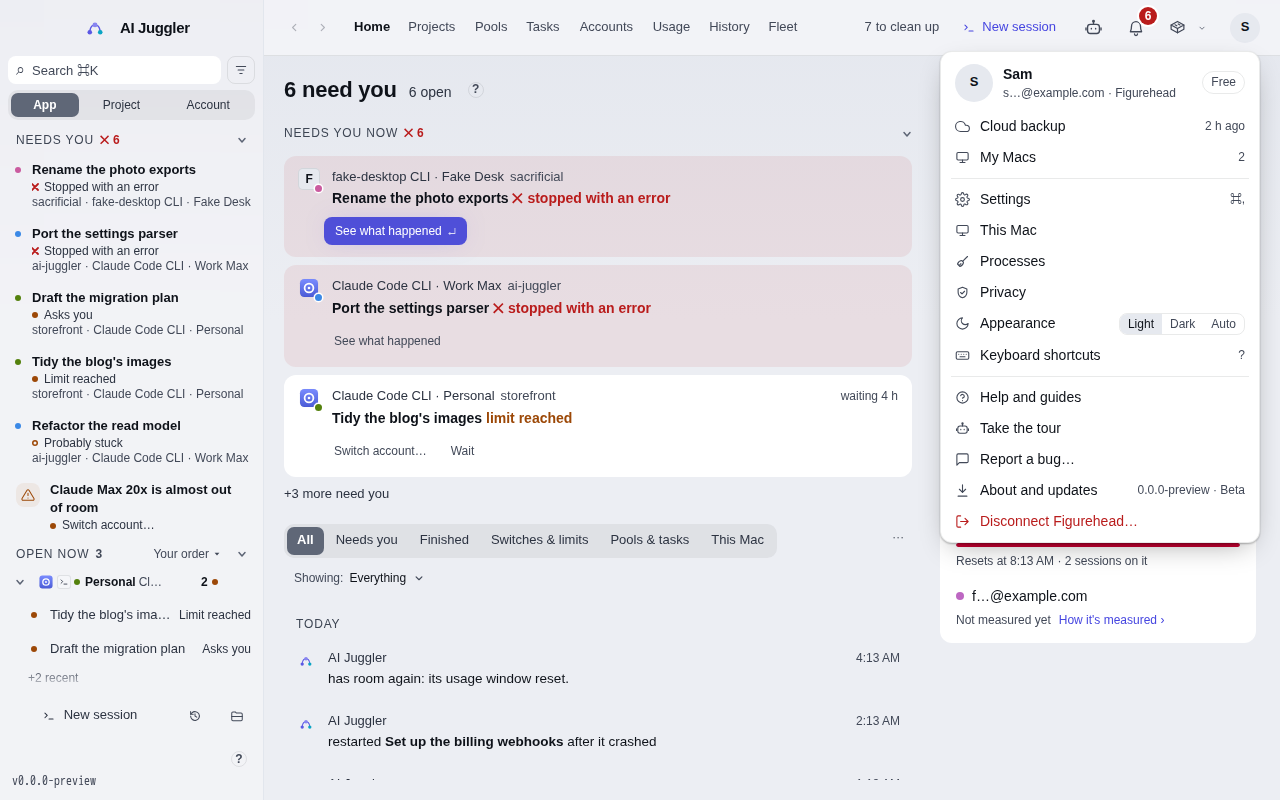 AI Juggler
Search ⌘K
App Project Account
NEEDS YOU 6
Rename the photo exports
Stopped with an error
sacrificial · fake-desktop CLI · Fake Desk
Port the settings parser
Stopped with an error
ai-juggler · Claude Code CLI · Work Max
Draft the migration plan
Asks you
storefront · Claude Code CLI · Personal
Tidy the blog's images
Limit reached
storefront · Claude Code CLI · Personal
Refactor the read model
Probably stuck
ai-juggler · Claude Code CLI · Work Max
Claude Max 20x is almost out
of room
Switch account…
OPEN NOW 3 Your order
Personal Cl… 2
Tidy the blog's ima… Limit reached
Draft the migration plan Asks you
+2 recent
New session
?
v0.0.0-preview
Home Projects Pools Tasks Accounts Usage History Fleet 7 to clean up New session 6 S
6 need you 6 open ?
NEEDS YOU NOW 6
F fake-desktop CLI · Fake Desk sacrificial
Rename the photo exports stopped with an error
See what happened
Claude Code CLI · Work Max ai-juggler
Port the settings parser stopped with an error
See what happened
Claude Code CLI · Personal storefront waiting 4 h
Tidy the blog's images limit reached
Switch account… Wait
+3 more need you
All Needs you Finished Switches & limits Pools & tasks This Mac …
Showing: Everything
TODAY
AI Juggler 4:13 AM
has room again: its usage window reset.
AI Juggler 2:13 AM
restarted Set up the billing webhooks after it crashed
S Sam Free
s…@example.com · Figurehead
Cloud backup 2 h ago
My Macs 2
Settings ⌘,
This Mac
Processes
Privacy
Appearance Light Dark Auto
Keyboard shortcuts ?
Help and guides
Take the tour
Report a bug…
About and updates 0.0.0-preview · Beta
Disconnect Figurehead…
Resets at 8:13 AM · 2 sessions on it
f…@example.com
Not measured yet How it's measured ›